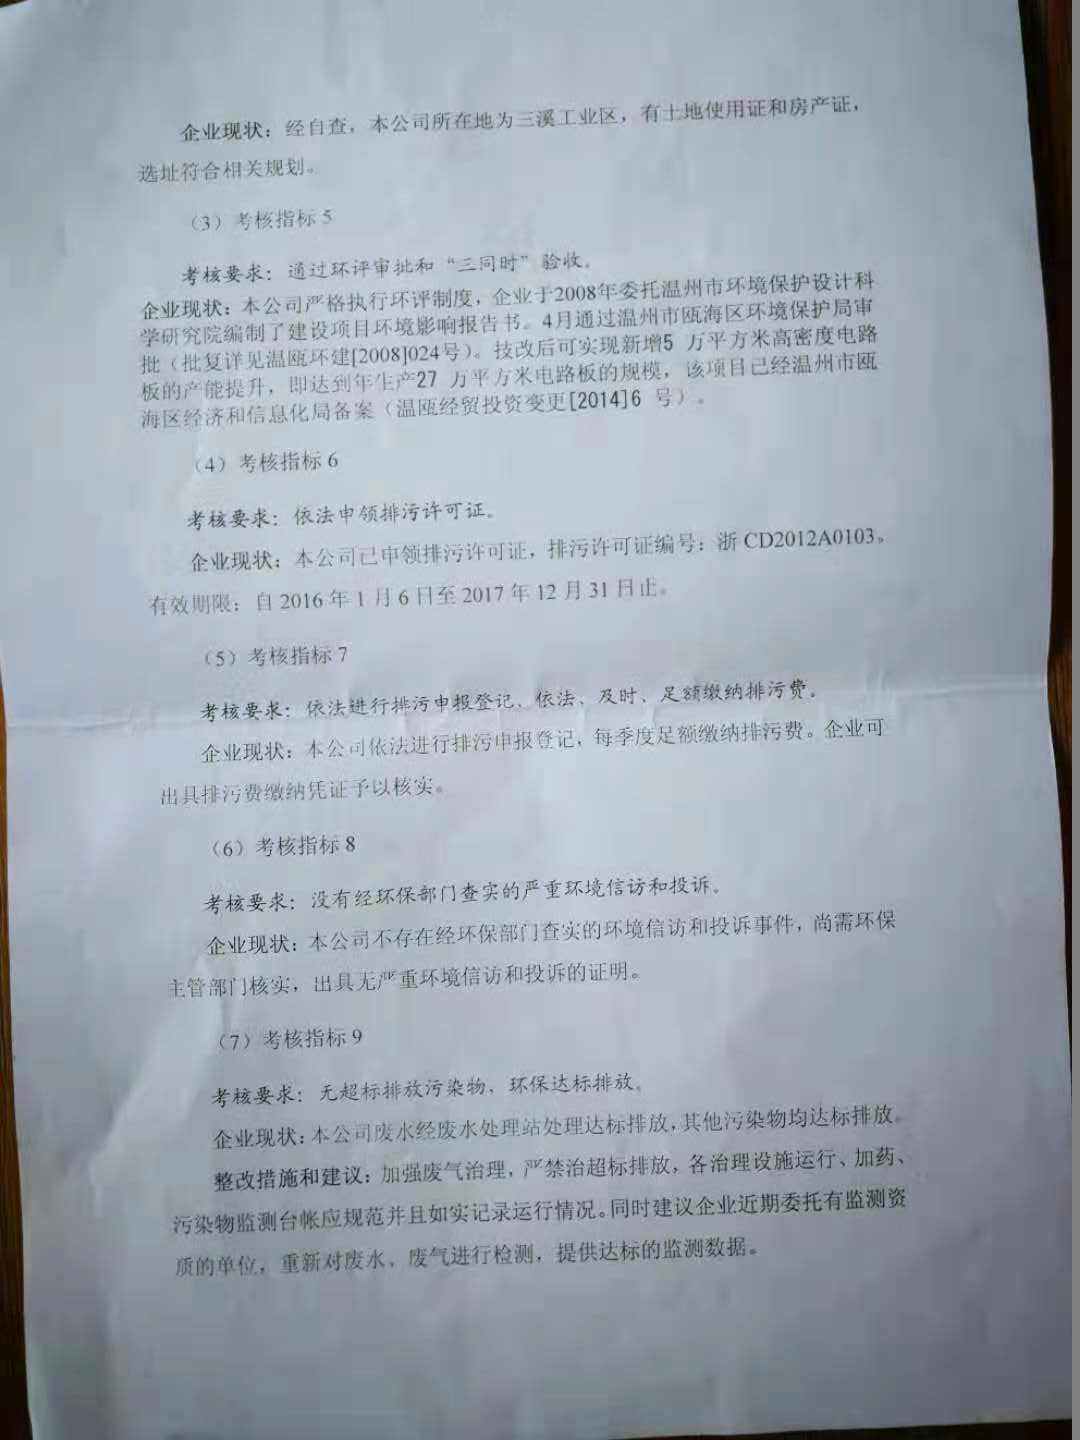 企业现状：经自查，本公司所在地为三溪工业区，有土地使用证和房产证，
选址符合相关规划。
（3）考核指标 5
考核要求：通过环评审批和“三同时”验收。
企业现状：本公司严格执行环评制度，企业于2008年委托温州市环境保护设计科
学研究院编制了建设项目环境影响报告书。4月通过温州市瓯海区环境保护局审
批（批复详见温瓯环建[2008]024号）。技改后可实现新增5 万平方米高密度电路
板的产能提升，即达到年生产27 万平方米电路板的规模，该项目已经温州市瓯
海区经济和信息化局备案（温瓯经贸投资变更[2014]6 号）。
（4）考核指标 6
考核要求：依法申领排污许可证。
企业现状：本公司已申领排污许可证，排污许可证编号：浙 CD2012A0103。
有效期限：自 2016 年 1 月 6 日至 2017 年 12 月 31 日止。
（5）考核指标 7
考核要求：依法进行排污申报登记、依法、及时、足额缴纳排污费。
企业现状：本公司依法进行排污申报登记，每季度足额缴纳排污费。企业可
出具排污费缴纳凭证予以核实。
（6）考核指标 8
考核要求：没有经环保部门查实的严重环境信访和投诉。
企业现状：本公司不存在经环保部门查实的环境信访和投诉事件，尚需环保
主管部门核实，出具无严重环境信访和投诉的证明。
（7）考核指标 9
考核要求：无超标排放污染物，环保达标排放。
企业现状：本公司废水经废水处理站处理达标排放，其他污染物均达标排放。
整改措施和建议：加强废气治理，严禁治超标排放，各治理设施运行、加药、
污染物监测台帐应规范并且如实记录运行情况。同时建议企业近期委托有监测资
质的单位，重新对废水、废气进行检测，提供达标的监测数据。